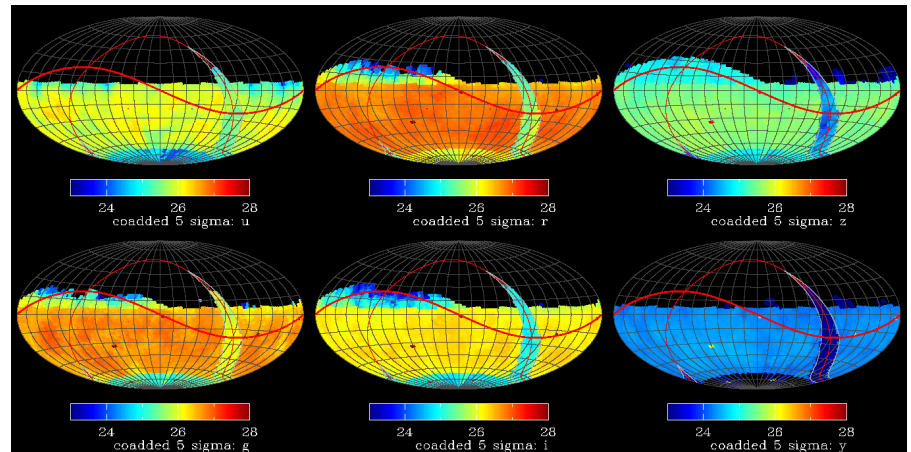 24 26 28
coadded 5 sigma: u
24 26 28
coadded 5 sigma: r
24 26 28
coadded 5 sigma: z
24 26 28
coadded 5 sigma: g
24 26 28
coadded 5 sigma: i
24 26 28
coadded 5 sigma: y